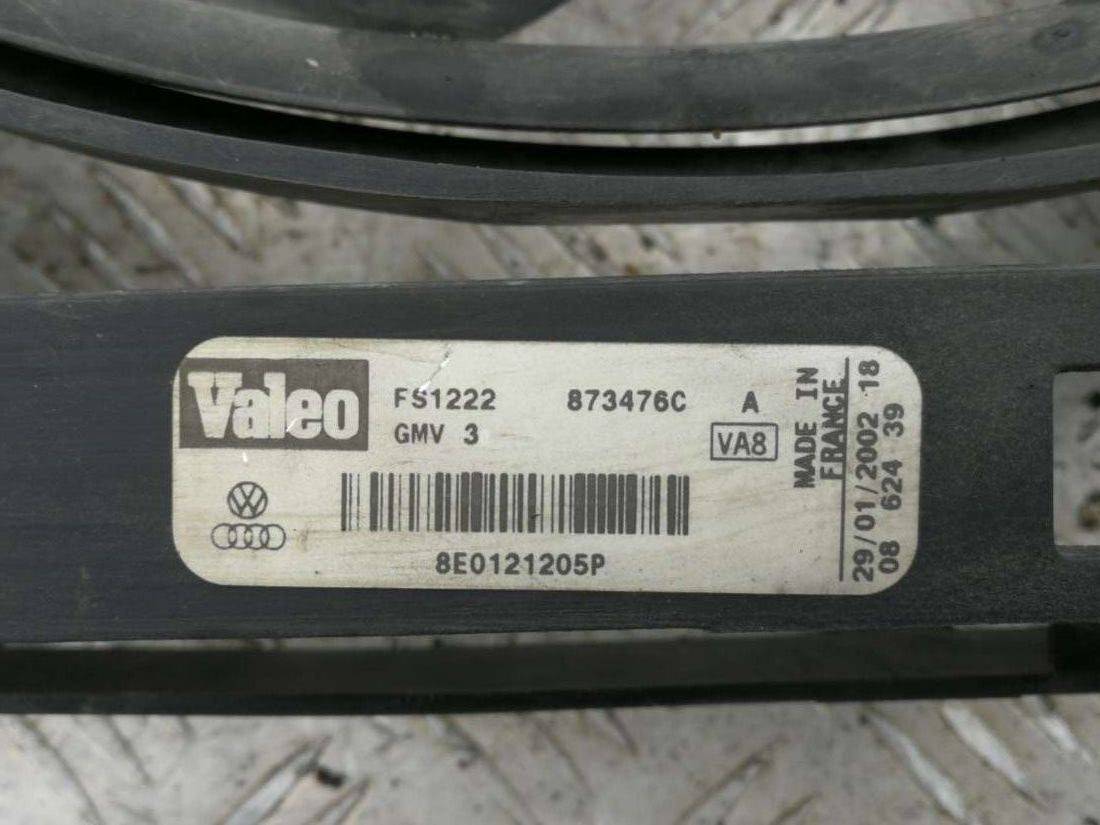 Valeo
FS1222 873476C A
GMV 3
VA8
8E0121205P
MADE IN
FRANCE
29/01/2002 18
08 624 39